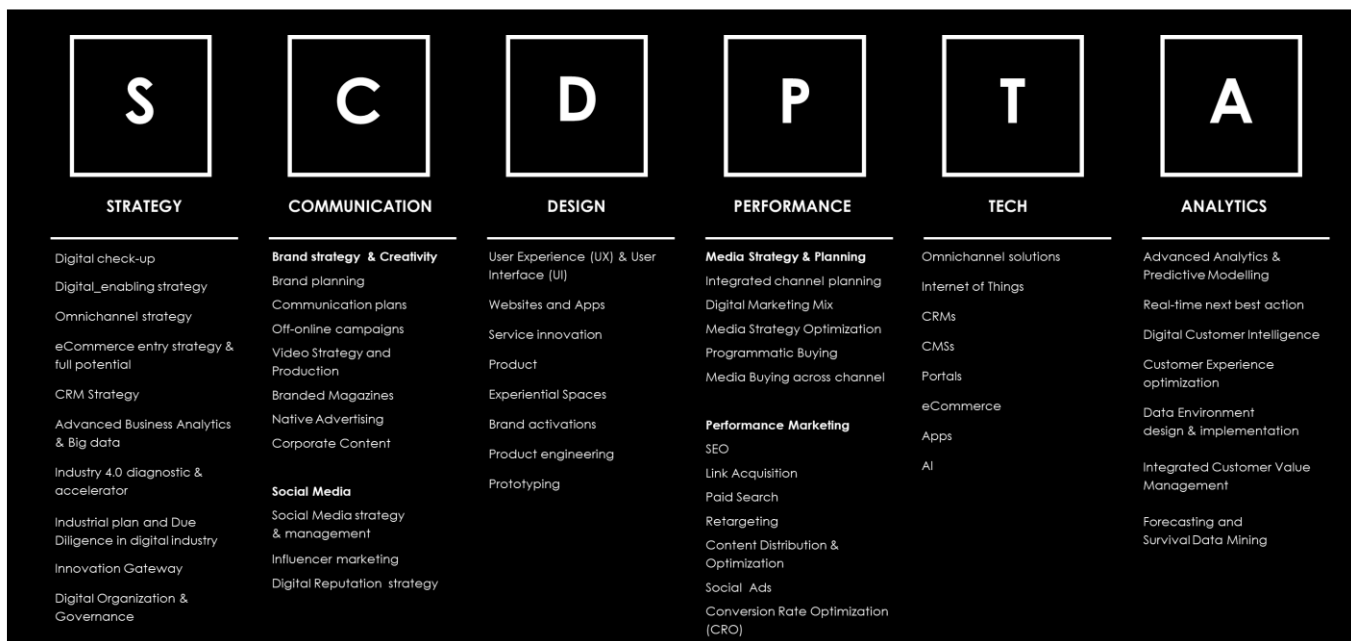 S
STRATEGY
Digital check-up
Digital_enabling strategy
Omnichannel strategy
eCommerce entry strategy &
full potential
CRM Strategy
Advanced Business Analytics
& Big data
Industry 4.0 diagnostic &
accelerator
Industrial plan and Due
Diligence in digital industry
Innovation Gateway
Digital Organization &
Governance
C
COMMUNICATION
Brand strategy & Creativity
Brand planning
Communication plans
Off-online campaigns
Video Strategy and
Production
Branded Magazines
Native Advertising
Corporate Content
Social Media
Social Media strategy
& management
Influencer marketing
Digital Reputation strategy
D
DESIGN
User Experience (UX) & User
Interface (UI)
Websites and Apps
Service innovation
Product
Experiential Spaces
Brand activations
Product engineering
Prototyping
P
PERFORMANCE
Media Strategy & Planning
Integrated channel planning
Digital Marketing Mix
Media Strategy Optimization
Programmatic Buying
Media Buying across channel
Performance Marketing
SEO
Link Acquisition
Paid Search
Retargeting
Content Distribution &
Optimization
Social Ads
Conversion Rate Optimization
(CRO)
T
TECH
Omnichannel solutions
Internet of Things
CRMs
CMSs
Portals
eCommerce
Apps
AI
A
ANALYTICS
Advanced Analytics &
Predictive Modelling
Real-time next best action
Digital Customer Intelligence
Customer Experience
optimization
Data Environment
design & implementation
Integrated Customer Value
Management
Forecasting and
Survival Data Mining